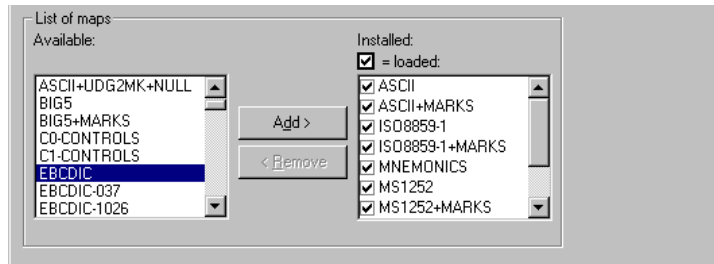 List of maps
Available:
ASCII+UDG2MK+NULL
BIG5
BIG5+MARKS
C0-CONTROLS
C1-CONTROLS
EBCDIC
EBCDIC-037
EBCDIC-1026
Add >
< Remove
Installed:
= loaded:
ASCII
ASCII+MARKS
ISO8859-1
ISO8859-1+MARKS
MNEMONICS
MS1252
MS1252+MARKS